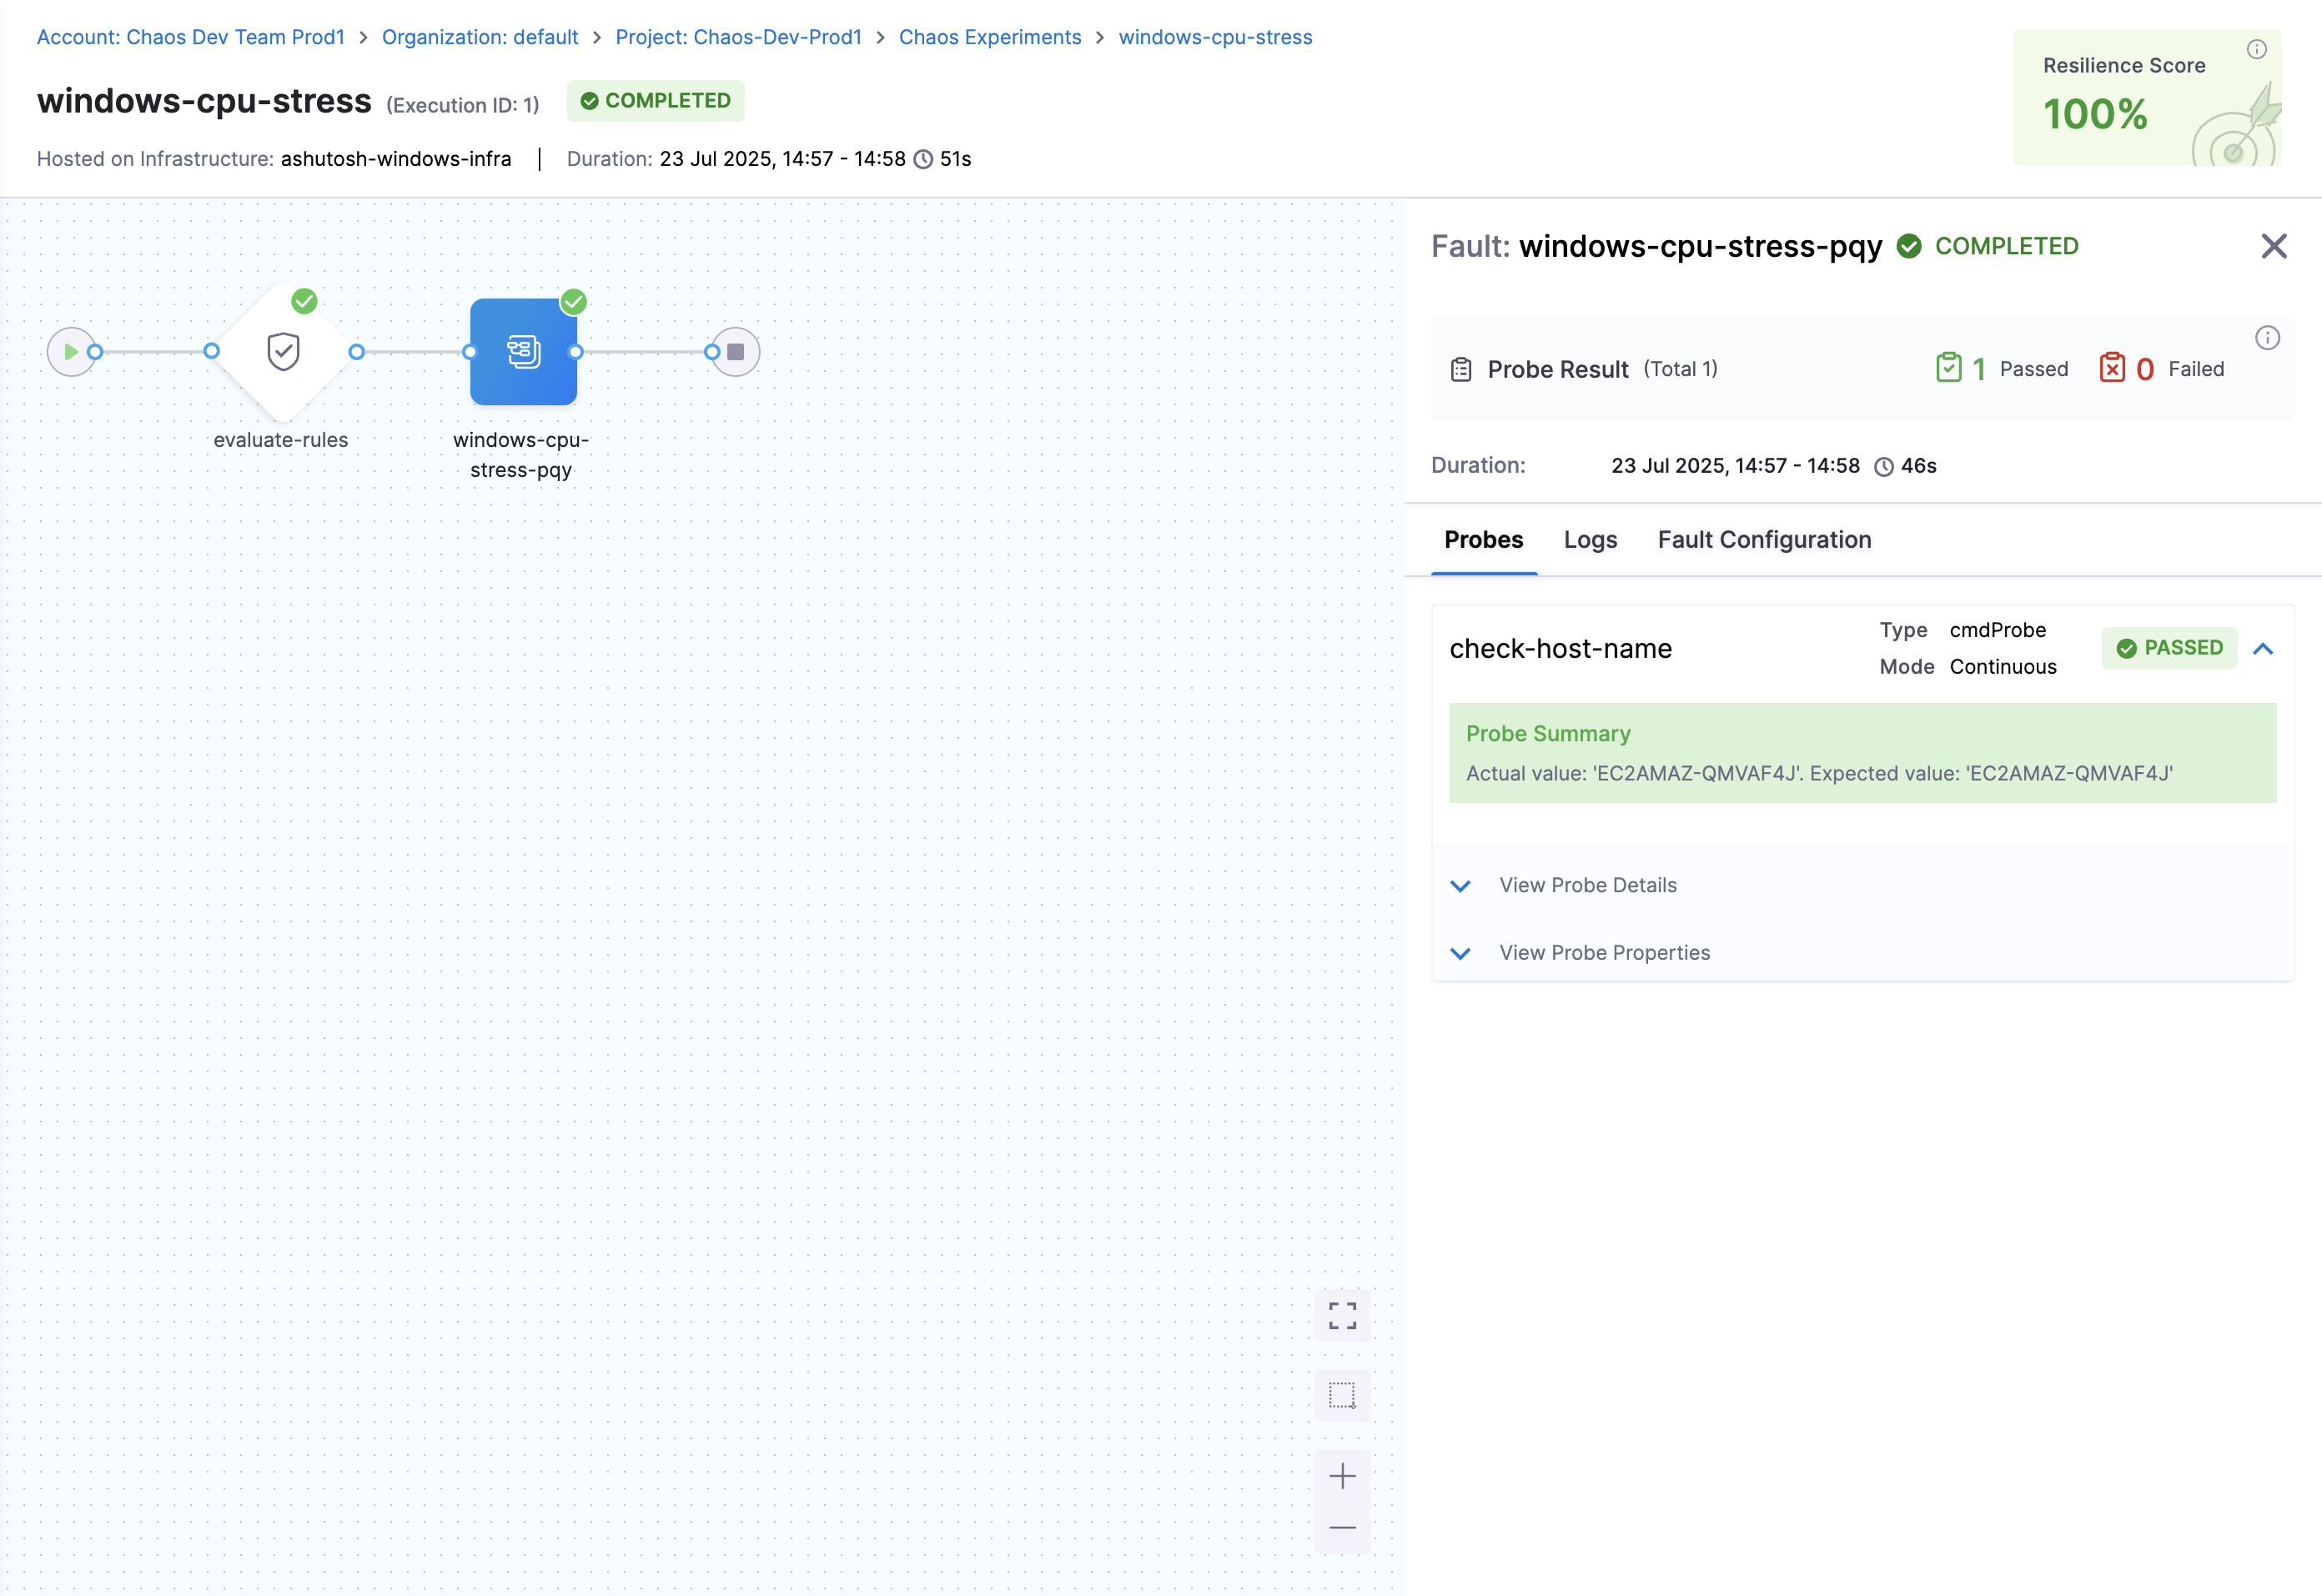 Account: Chaos Dev Team Prod1 > Organization: default > Project: Chaos-Dev-Prod1 > Chaos Experiments > windows-cpu-stress
windows-cpu-stress (Execution ID: 1) COMPLETED
Hosted on Infrastructure: ashutosh-windows-infra | Duration: 23 Jul 2025, 14:57 - 14:58 51s
Resilience Score
100%
evaluate-rules
windows-cpu-
stress-pqy
Fault: windows-cpu-stress-pqy COMPLETED
Probe Result (Total 1) 1 Passed 0 Failed
Duration: 23 Jul 2025, 14:57 - 14:58 46s
Probes Logs Fault Configuration
check-host-name
Type cmdProbe
Mode Continuous
PASSED
Probe Summary
Actual value: 'EC2AMAZ-QMVAF4J'. Expected value: 'EC2AMAZ-QMVAF4J'
View Probe Details
View Probe Properties